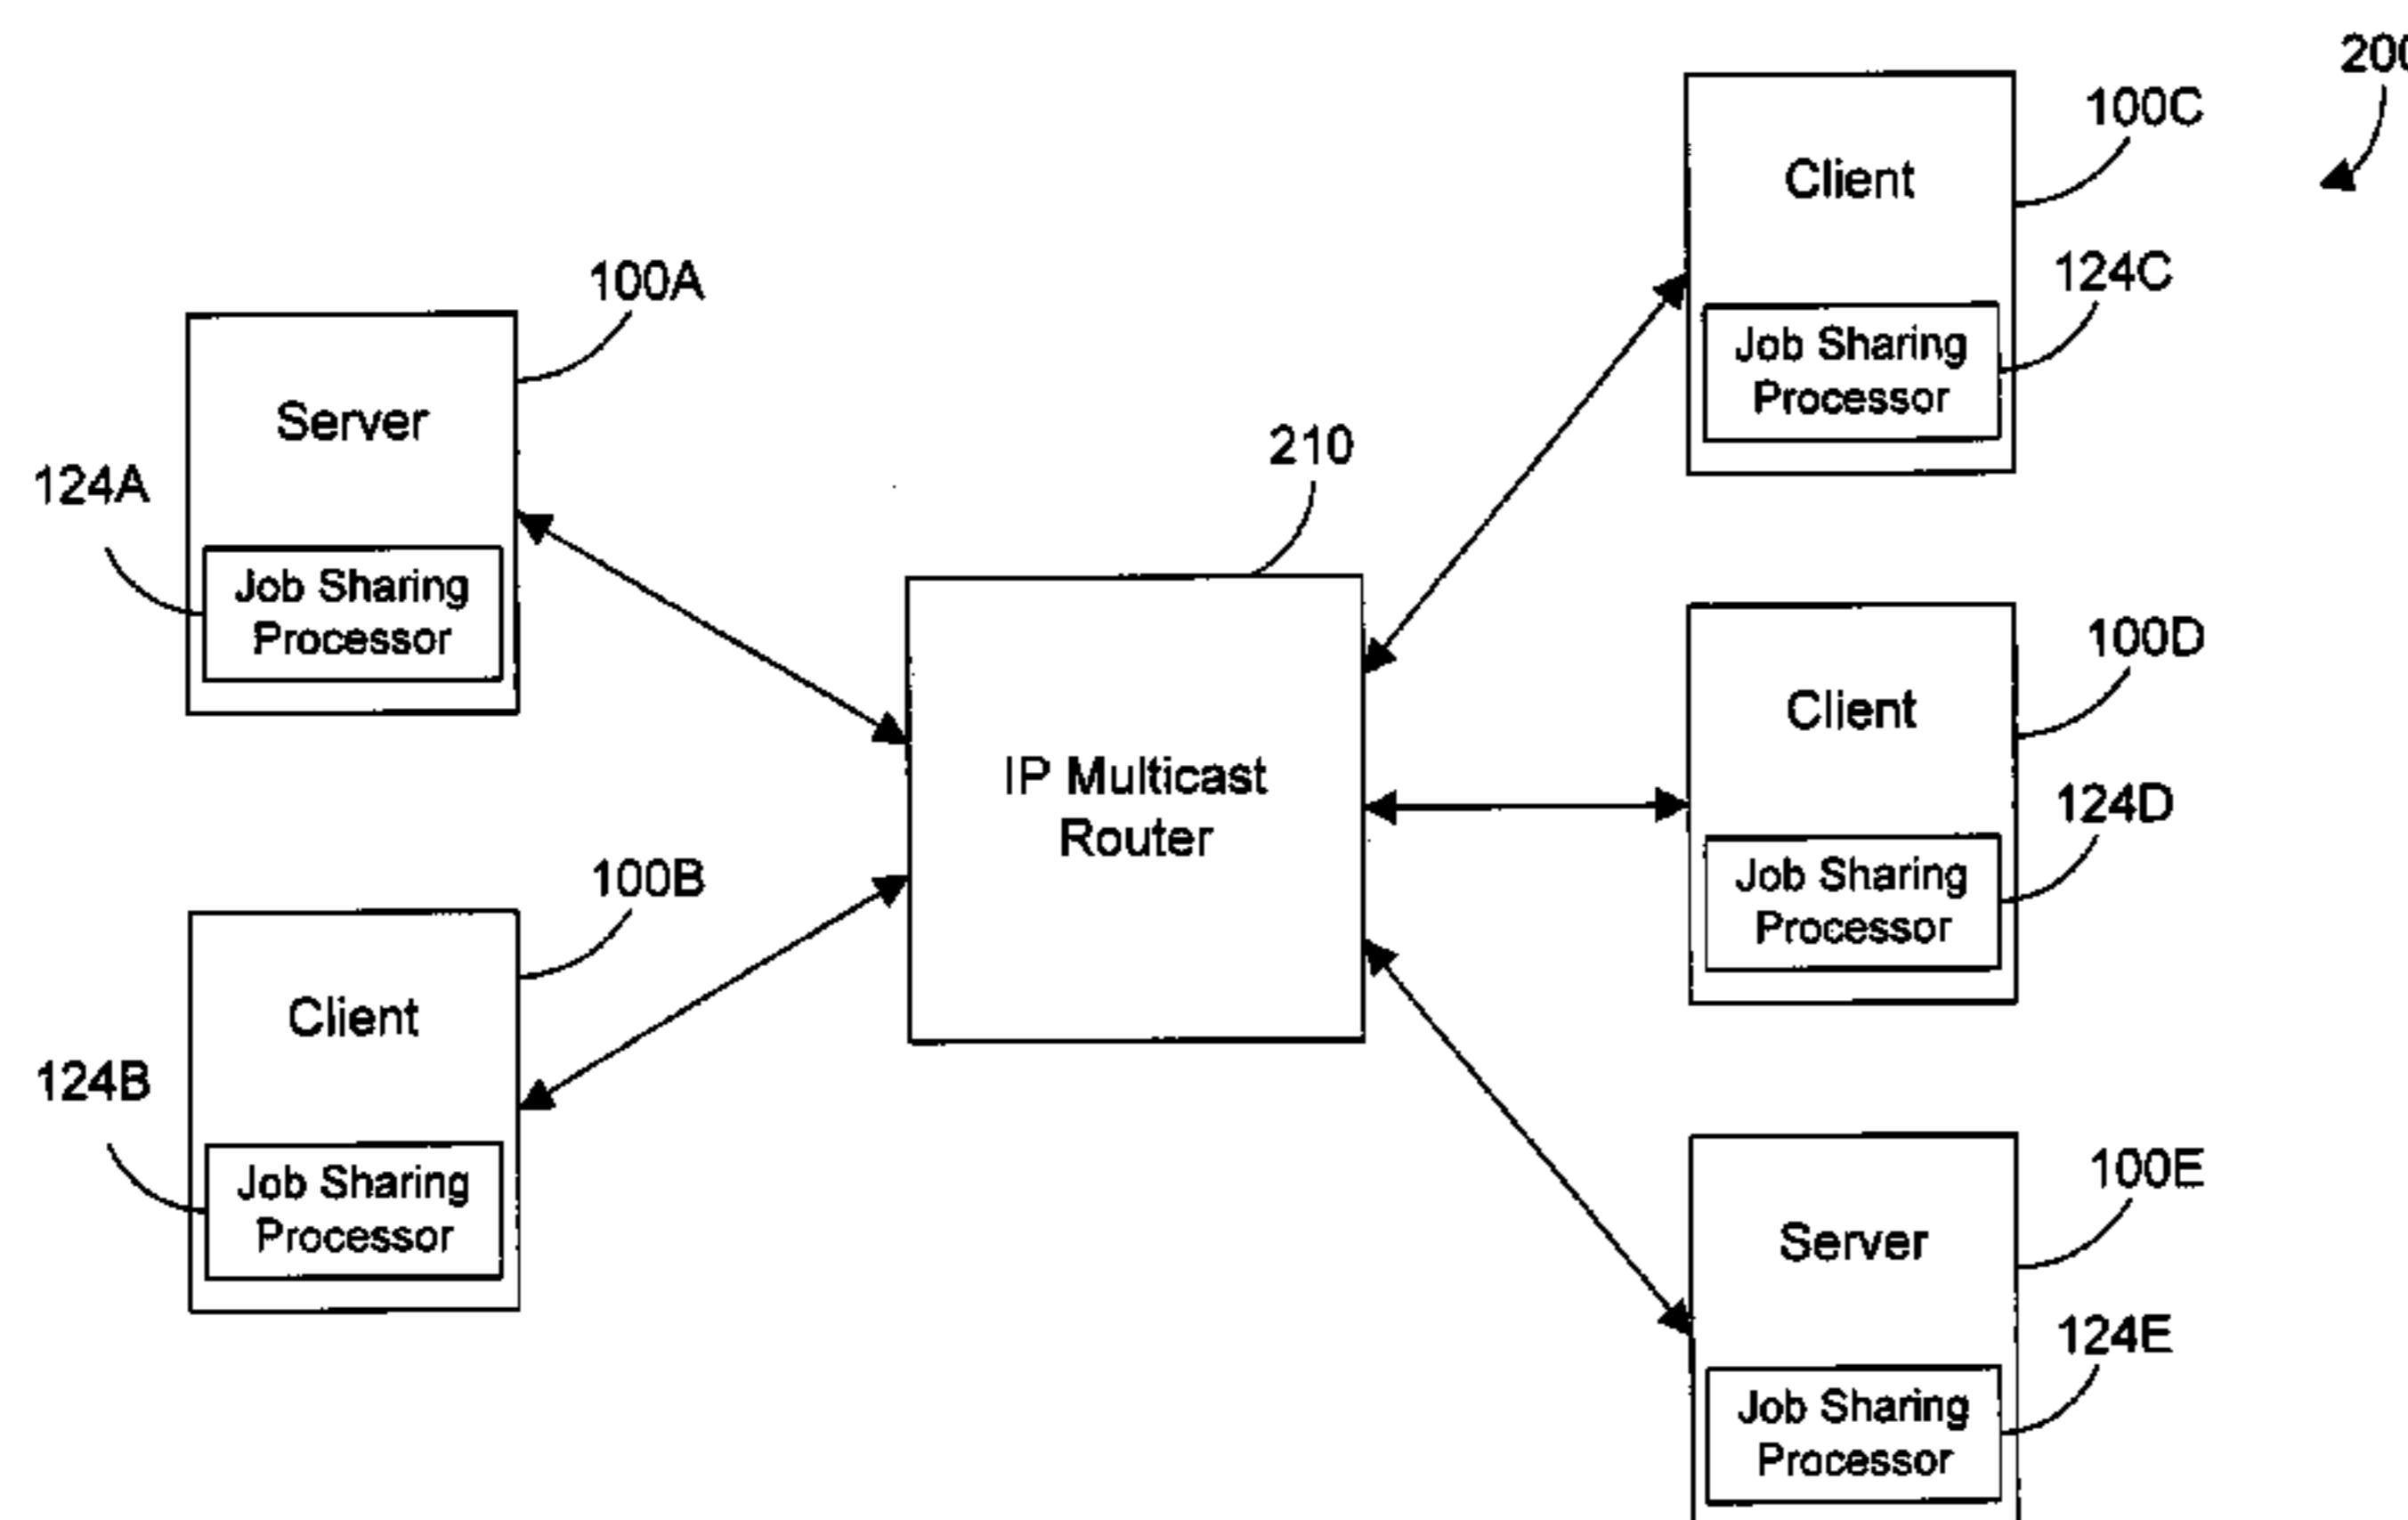 200
100C
Client
124C
Job Sharing
Processor
100A
Server
124A
Job Sharing
Processor
210
IP Multicast
Router
100D
Client
124D
Job Sharing
Processor
100B
Client
124B
Job Sharing
Processor
100E
Server
124E
Job Sharing
Processor